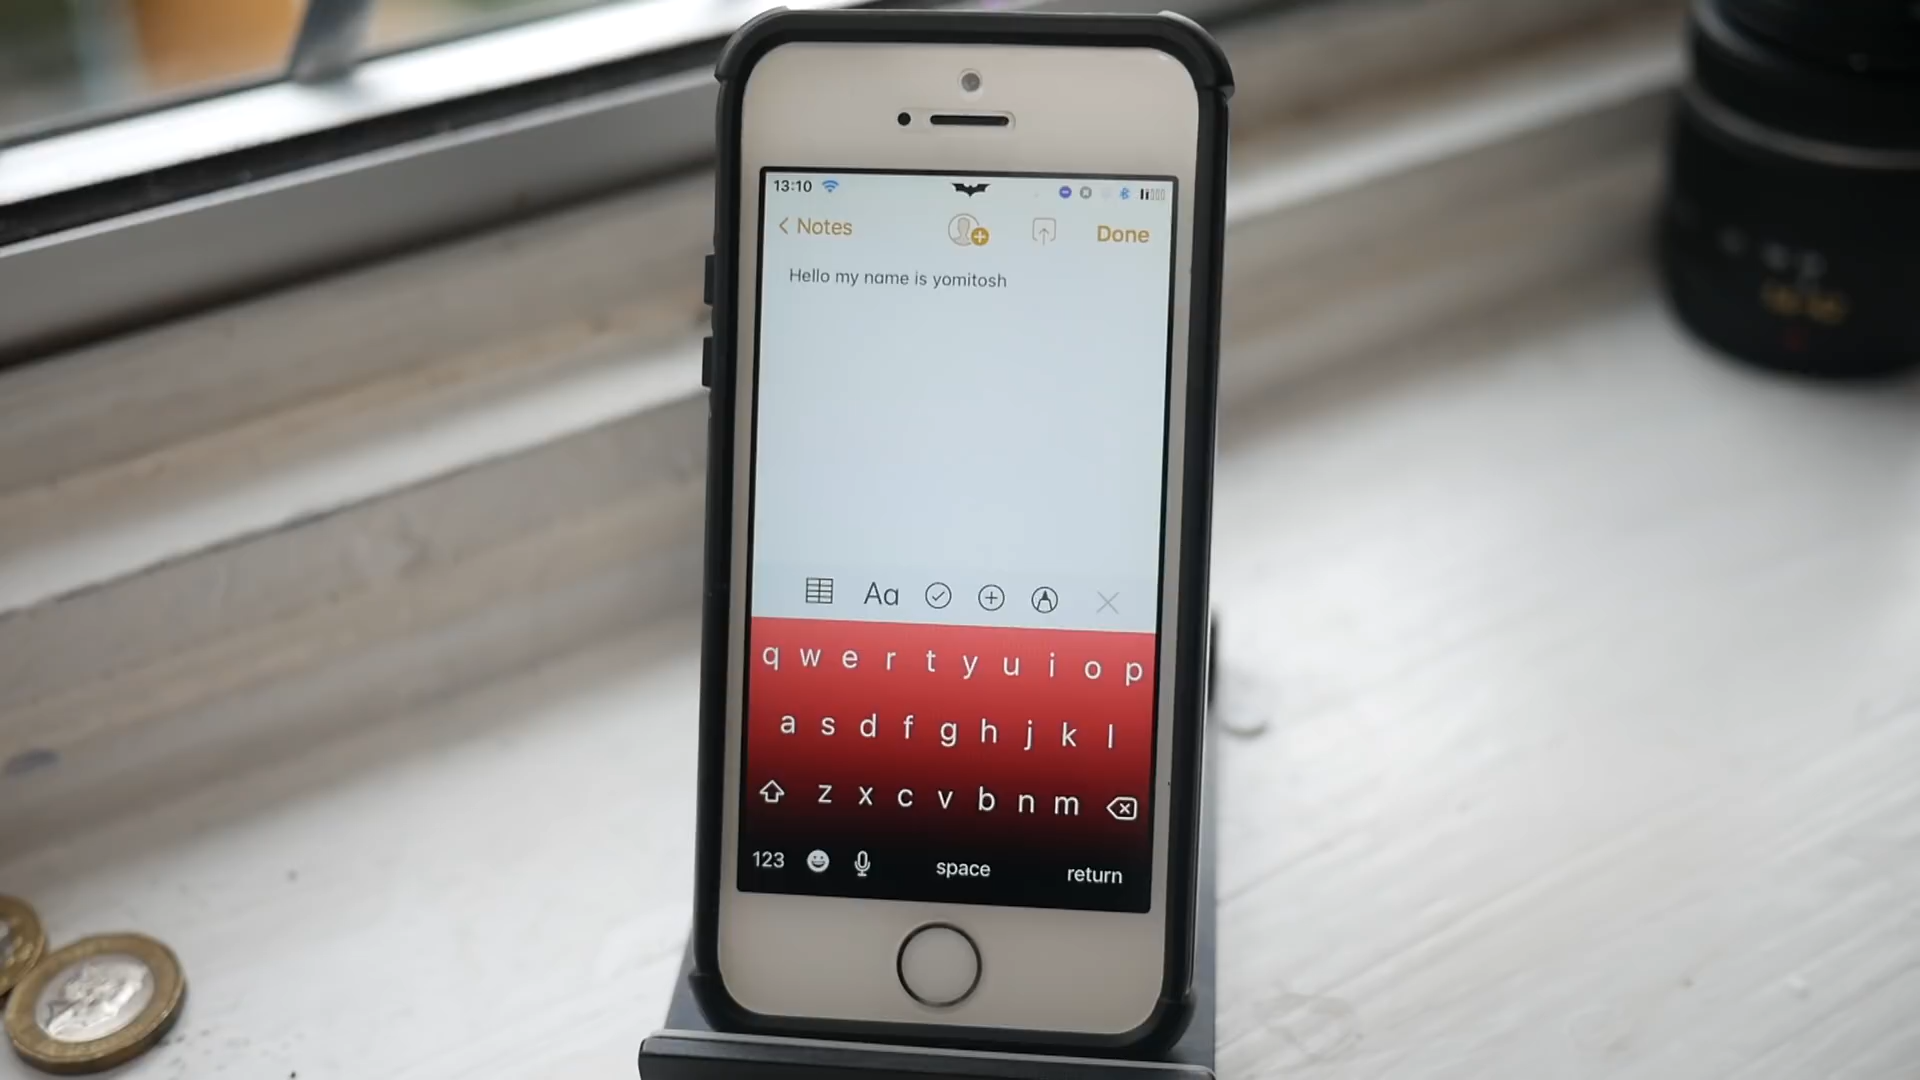 13:10
Notes
Done
Hello my name is yomitosh
Aa
q w e r t y u i o p
a s d f g h j k l
z x c v b n m
123 space return